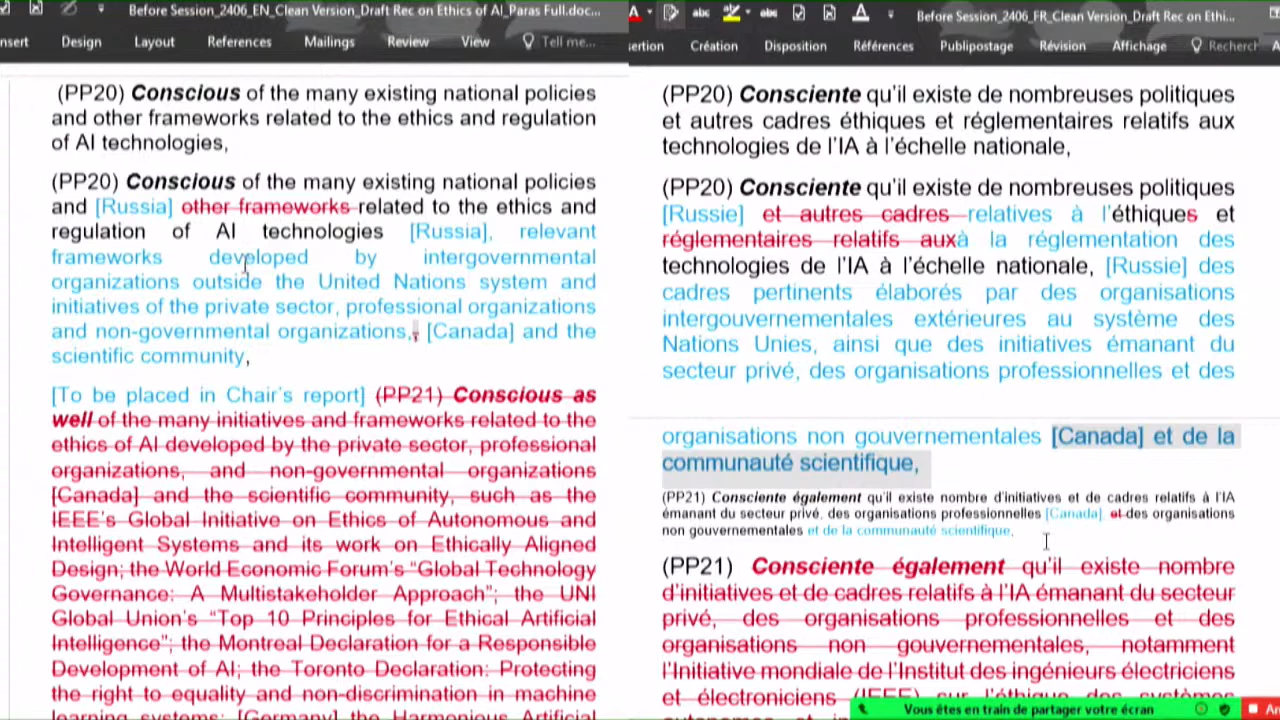 Before Session_2406_EN_Clean Version_Draft Rec on Ethics of AI_Paras Full.doc...
nsert Design Layout References Mailings Review View Tell me...
(PP20) Conscious of the many existing national policies
and other frameworks related to the ethics and regulation
of AI technologies,
(PP20) Conscious of the many existing national policies
and [Russia] other frameworks related to the ethics and
regulation of AI technologies [Russia], relevant
frameworks developed by intergovernmental
organizations outside the United Nations system and
initiatives of the private sector, professional organizations
and non-governmental organizations,, [Canada] and the
scientific community,
[To be placed in Chair's report] (PP21) Conscious as
well of the many initiatives and frameworks related to the
ethics of AI developed by the private sector, professional
organizations, and non-governmental organizations
[Canada] and the scientific community, such as the
IEEE's Global Initiative on Ethics of Autonomous and
Intelligent Systems and its work on Ethically Aligned
Design; the World Economic Forum's “Global Technology
Governance: A Multistakeholder Approach”; the UNI
Global Union's “Top 10 Principles for Ethical Artificial
Intelligence”; the Montreal Declaration for a Responsible
Development of AI; the Toronto Declaration: Protecting
the right to equality and non-discrimination in machine
learning systems; [Germany] the Harmonious Artificial
Before Session_2406_FR_Clean Version_Draft Rec on Ethi...
sertion Création Disposition Références Publipostage Révision Affichage Recherc
(PP20) Consciente qu'il existe de nombreuses politiques
et autres cadres éthiques et réglementaires relatifs aux
technologies de l'IA à l'échelle nationale,
(PP20) Consciente qu'il existe de nombreuses politiques
[Russie] et autres cadres relatives à l'éthiques et
réglementaires relatifs auxà la réglementation des
technologies de l'IA à l'échelle nationale, [Russie] des
cadres pertinents élaborés par des organisations
intergouvernementales extérieures au système des
Nations Unies, ainsi que des initiatives émanant du
secteur privé, des organisations professionnelles et des
organisations non gouvernementales [Canada] et de la
communauté scientifique,
(PP21) Consciente également qu'il existe nombre d'initiatives et de cadres relatifs à l'IA
émanant du secteur privé, des organisations professionnelles [Canada], et des organisations
non gouvernementales et de la communauté scientifique,
(PP21) Consciente également qu'il existe nombre
d'initiatives et de cadres relatifs à l'IA émanant du secteur
privé, des organisations professionnelles et des
organisations non gouvernementales, notamment
l'Initiative mondiale de l'Institut des ingénieurs électriciens
et électroniciens (IEEE) sur l'éthique des systèmes
Vous êtes en train de partager votre écran